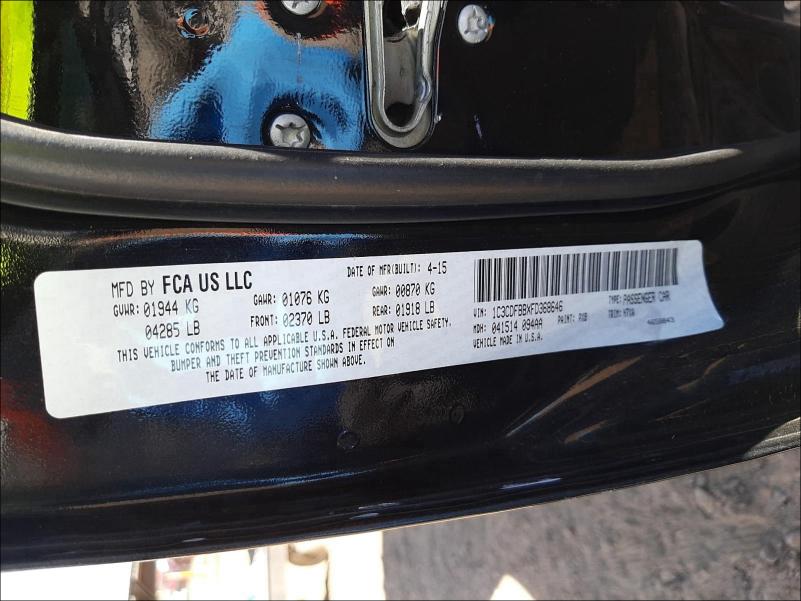 MFD BY FCA US LLC
DATE OF MFR(BUILT): 4-15
GVWR: 01944 KG
04285 LB
GAWR: 01076 KG
FRONT: 02370 LB
GAWR: 00870 KG
REAR: 01918 LB
THIS VEHICLE CONFORMS TO ALL APPLICABLE U.S.A. FEDERAL MOTOR VEHICLE SAFETY,
BUMPER AND THEFT PREVENTION STANDARDS IN EFFECT ON
THE DATE OF MANUFACTURE SHOWN ABOVE.
VIN: 1C3CDFBBXFD368646
TYPE: PASSENGER CAR
MDH: 041514 094AA
PAINT: PXB
TRIM:
VEHICLE MADE IN U.S.A.